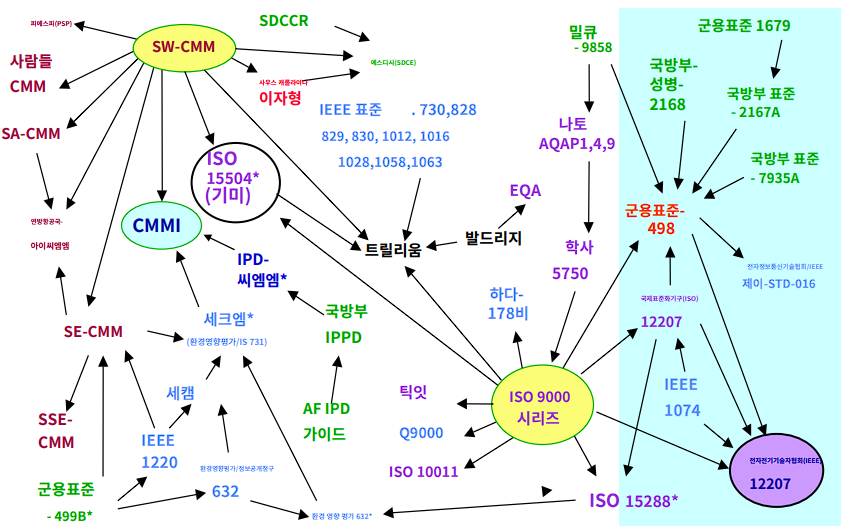 피에스피(PSP)
SW-CMM
SDCCR
사람들
CMM
에스디시(SDCE)
사우스 캐롤라이나
이자형
밀큐
- 9858
군용표준 1679
국방부-
성병-
2168
국방부 표준
- 2167A
IEEE 표준 . 730,828
829, 830, 1012, 1016
1028,1058,1063
SA-CMM
나토
AQAP1,4,9
국방부 표준
- 7935A
ISO
15504*
(기미)
EQA
연방항공국-
아이씨엠엠
CMMI
군용표준-
498
트릴리움
발드리지
학사
5750
IPD-
씨엠엠*
전자정보통신기술협회/IEEE
제이-STD-016
하다-
178비
국제표준화기구(ISO)
12207
SE-CMM
세크엠*
(환경영향평가/IS 731)
국방부
IPPD
세캠
틱잇
ISO 9000
시리즈
IEEE
1074
SSE-
CMM
AF IPD
가이드
IEEE
1220
Q9000
ISO 10011
환경영향평가/정보공개청구
632
전자전기기술자협회(IEEE)
12207
군용표준
- 499B*
환경 영향 평가 632*
ISO 15288*